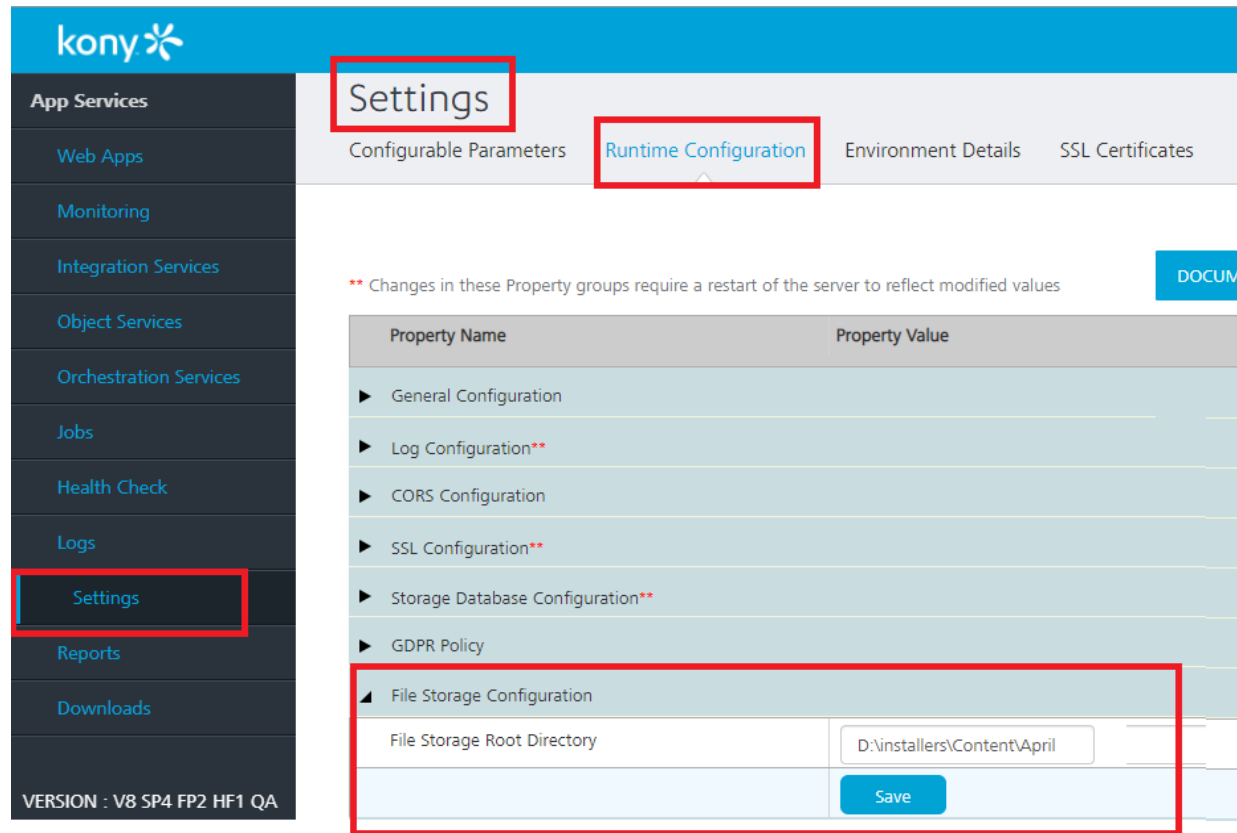 kony
App Services
Web Apps
Monitoring
Integration Services
Object Services
Orchestration Services
Jobs
Health Check
Logs
Settings
Reports
Downloads
VERSION : V8 SP4 FP2 HF1 QA
Settings
Configurable Parameters Runtime Configuration Environment Details SSL Certificates
** Changes in these Property groups require a restart of the server to reflect modified values
DOCUM
Property Name Property Value
General Configuration
Log Configuration**
CORS Configuration
SSL Configuration**
Storage Database Configuration**
GDPR Policy
File Storage Configuration
File Storage Root Directory D:\installers\Content\April
Save